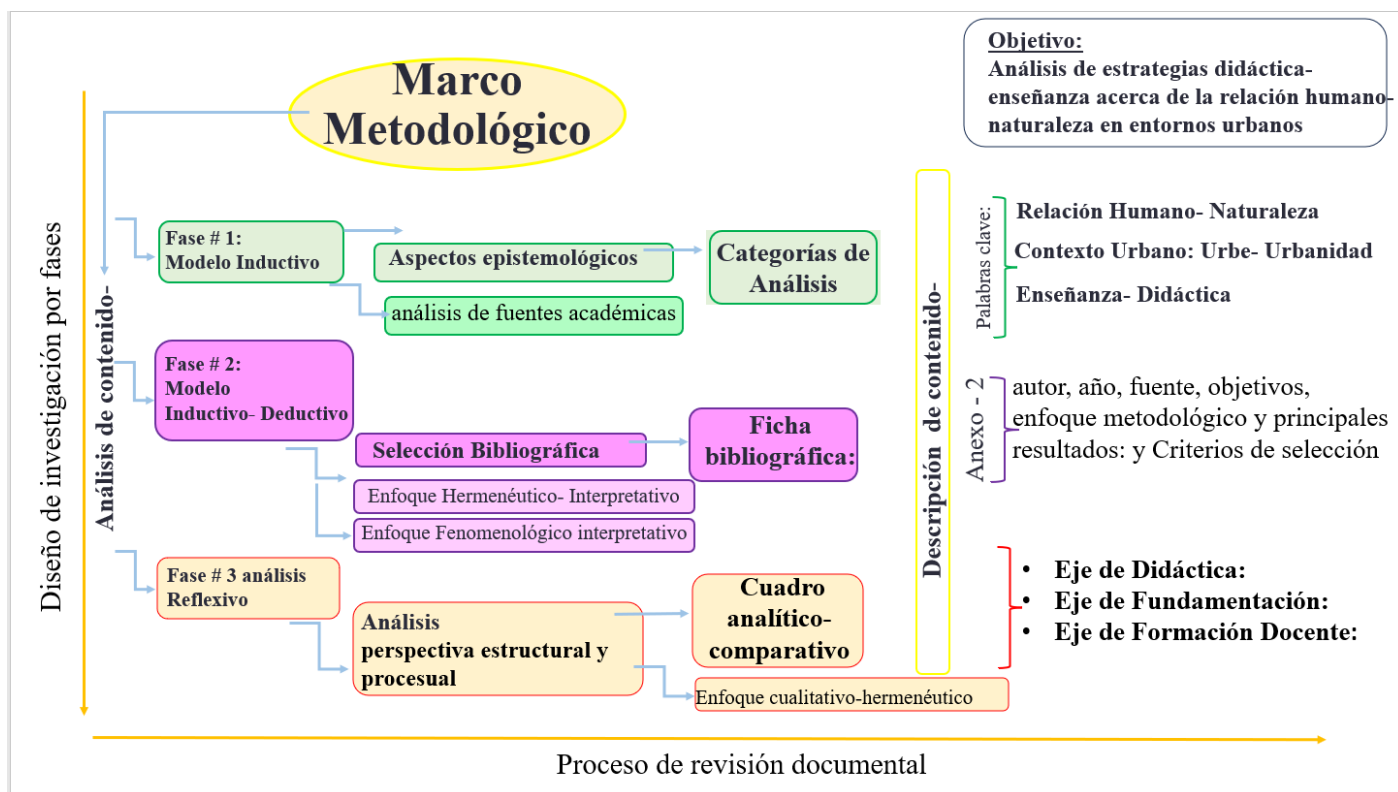 Marco
Metodológico
Objetivo:
Análisis de estrategias didáctica-
enseñanza acerca de la relación humano-
naturaleza en entornos urbanos
Diseño de investigación por fases
Análisis de contenido-
Fase # 1:
Modelo Inductivo
Aspectos epistemológicos
análisis de fuentes académicas
Categorías de
Análisis
Fase # 2:
Modelo
Inductivo- Deductivo
Selección Bibliográfica
Enfoque Hermenéutico- Interpretativo
Enfoque Fenomenológico interpretativo
Ficha
bibliográfica:
Fase # 3 análisis
Reflexivo
Análisis
perspectiva estructural y
procesual
Cuadro
analítico-
comparativo
Enfoque cualitativo-hermenéutico
Descripción de contenido-
Palabras clave:
Relación Humano- Naturaleza
Contexto Urbano: Urbe- Urbanidad
Enseñanza- Didáctica
Anexo - 2
autor, año, fuente, objetivos,
enfoque metodológico y principales
resultados: y Criterios de selección
• Eje de Didáctica:
• Eje de Fundamentación:
• Eje de Formación Docente:
Proceso de revisión documental